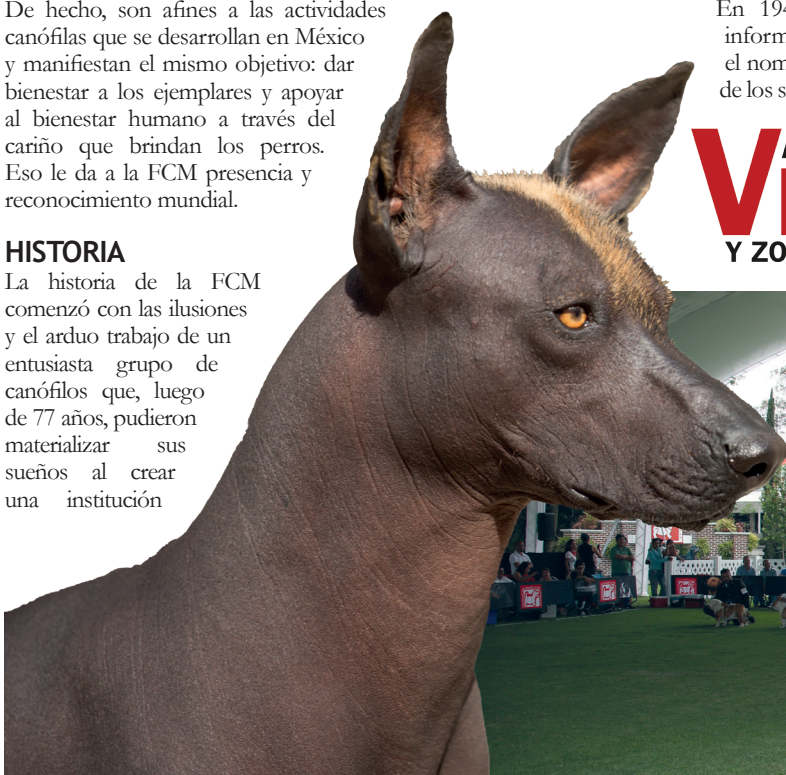 De hecho, son afines a las actividades
canófilas que se desarrollan en México
y manifiestan el mismo objetivo: dar
bienestar a los ejemplares y apoyar
al bienestar humano a través del
cariño que brindan los perros.
Eso le da a la FCM presencia y
reconocimiento mundial.
HISTORIA
La historia de la FCM
comenzó con las ilusiones
y el arduo trabajo de un
entusiasta grupo de
canófilos que, luego
de 77 años, pudieron
materializar sus
sueños al crear
una institución
En 194
inform
el nom
de los s
Y ZO